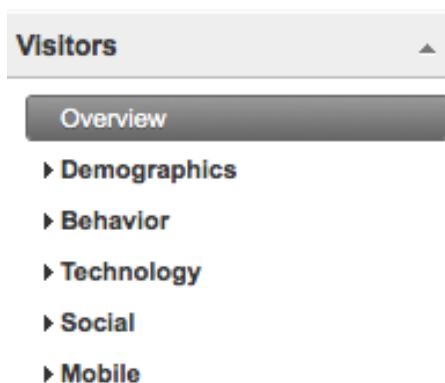 Visitors
Overview
Demographics
Behavior
Technology
Social
Mobile